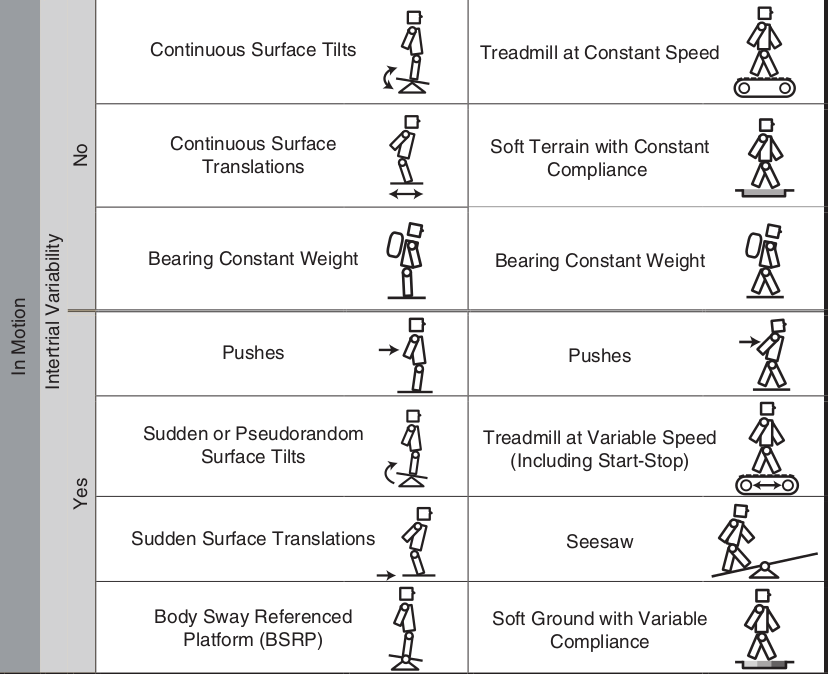 In Motion
Intertrial Variability
No
Continuous Surface Tilts
Treadmill at Constant Speed
Continuous Surface
Translations
Soft Terrain with Constant
Compliance
Bearing Constant Weight
Bearing Constant Weight
Yes
Pushes
Pushes
Sudden or Pseudorandom
Surface Tilts
Treadmill at Variable Speed
(Including Start-Stop)
Sudden Surface Translations
Seesaw
Body Sway Referenced
Platform (BSRP)
Soft Ground with Variable
Compliance